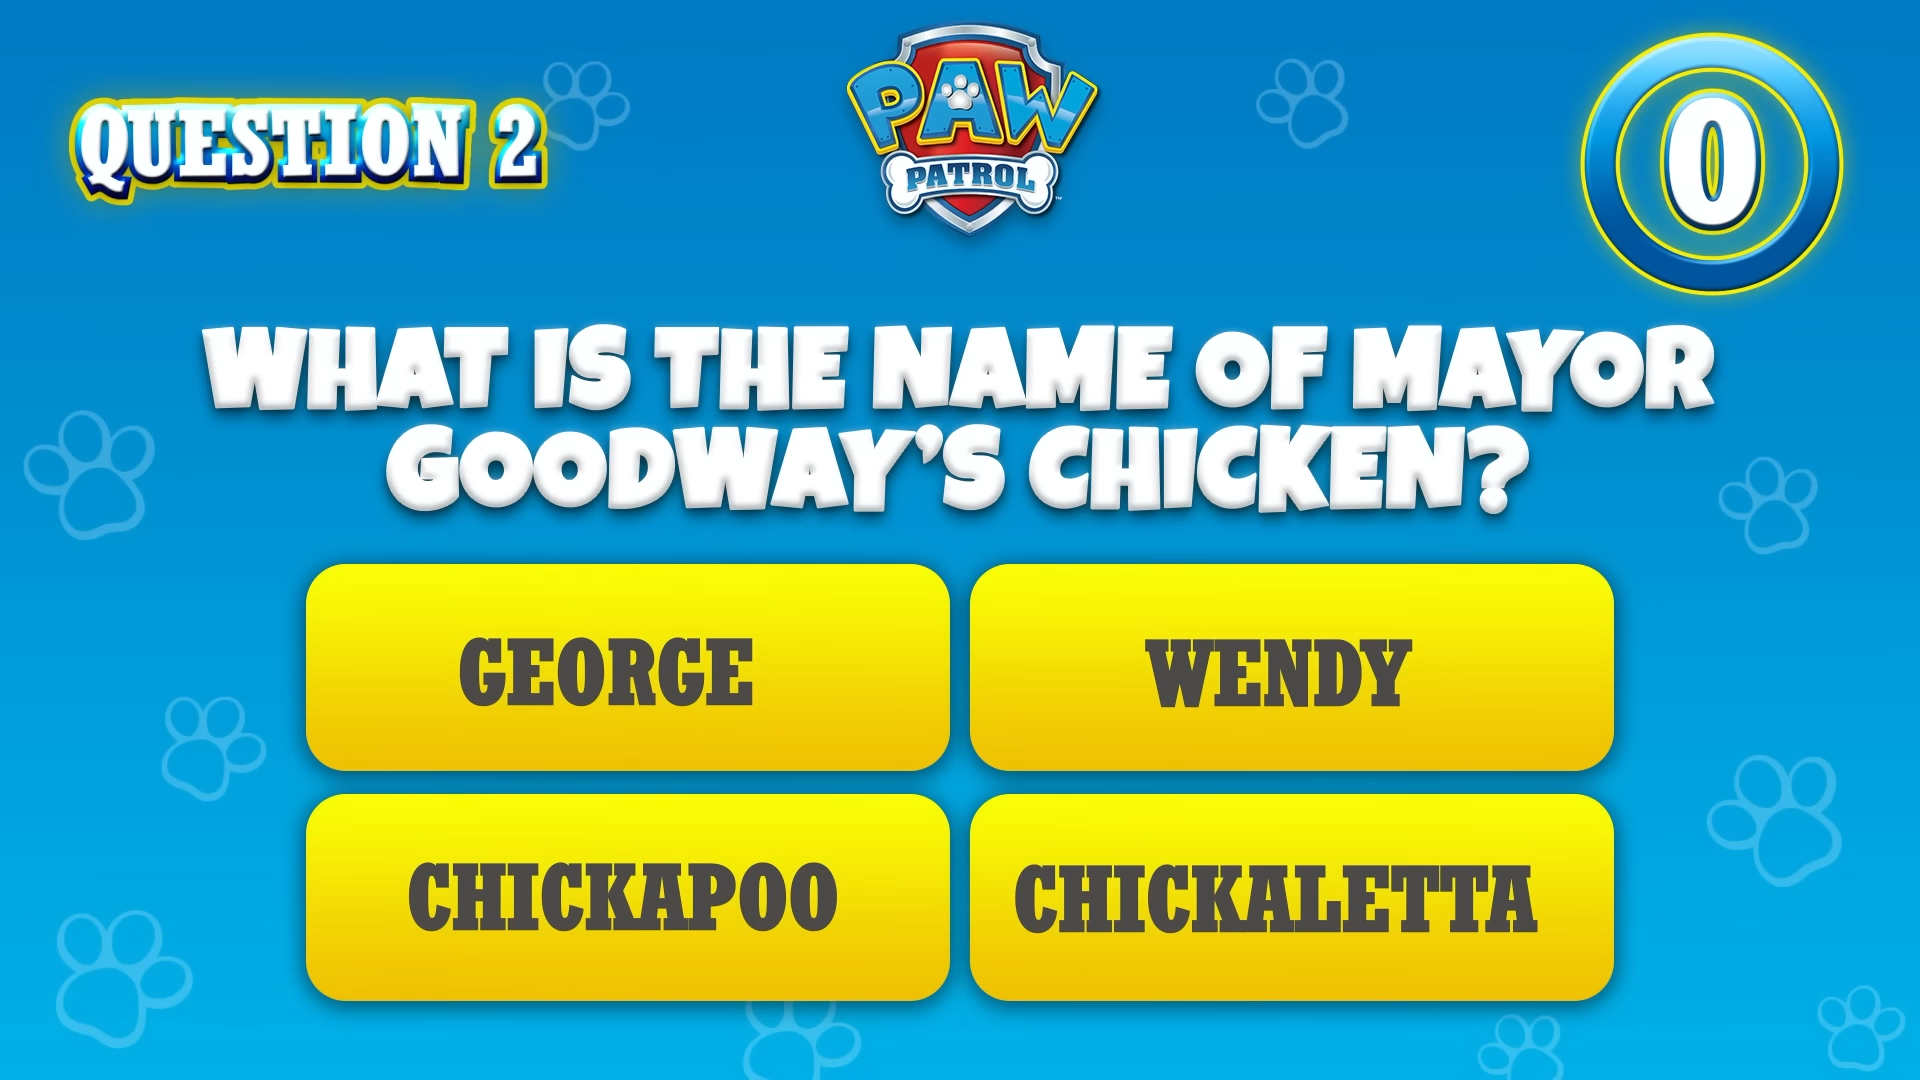 QUESTION 2
PAW
PATROL
0
WHAT IS THE NAME OF MAYOR
GOODWAY'S CHICKEN?
GEORGE
WENDY
CHICKAPOO
CHICKALETTA